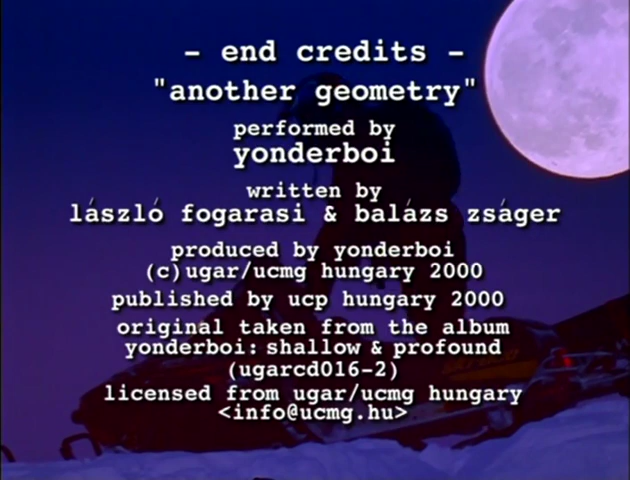 - end credits -
"another geometry"
performed by
yonderboi
written by
lászló fogarasi & balázs zságer
produced by yonderboi
(c)ugar/ucmg hungary 2000
published by ucp hungary 2000
original taken from the album
yonderboi: shallow & profound
(ugarcd016-2)
licensed from ugar/ucmg hungary
<info@ucmg.hu>